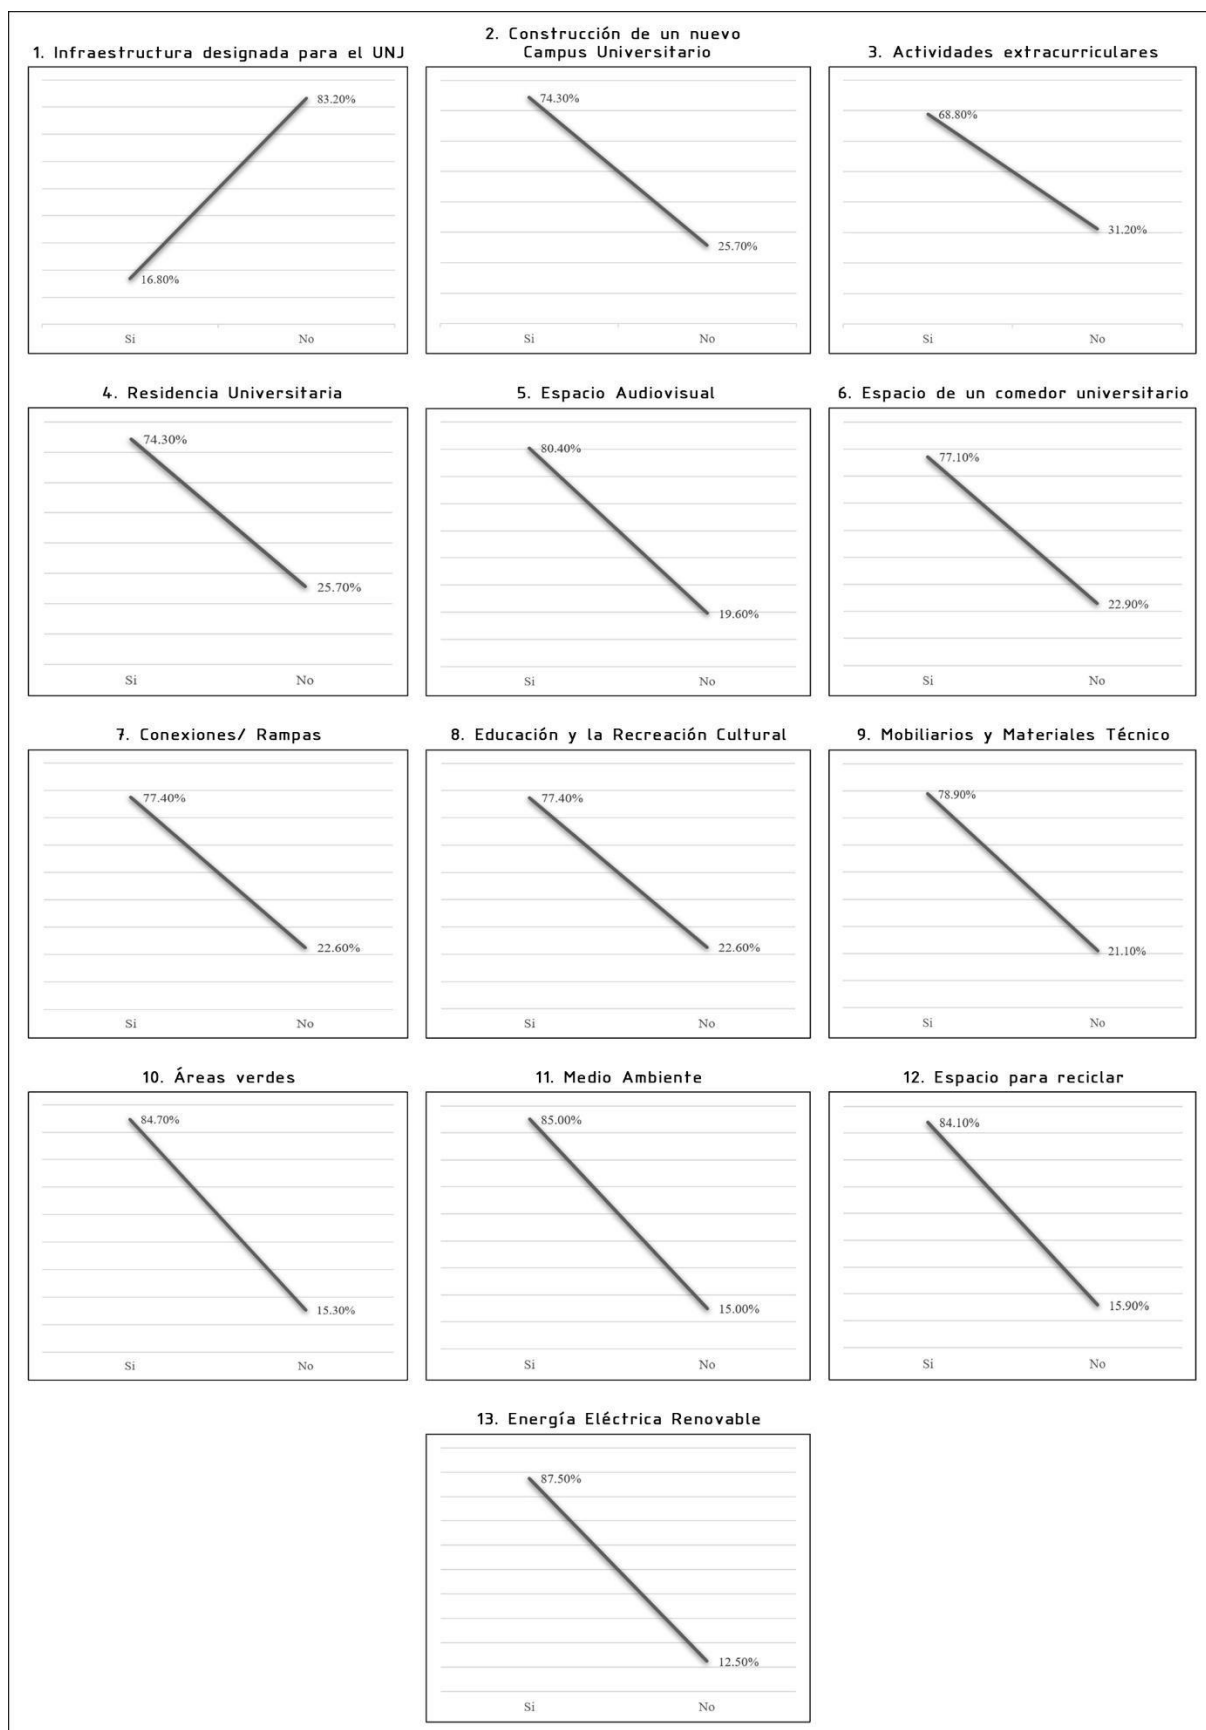 1. Infraestructura designada para el UNJ
83.20%
16.80%
Si No
2. Construcción de un nuevo
Campus Universitario
74.30%
25.70%
Si No
3. Actividades extracurriculares
68.80%
31.20%
Si No
4. Residencia Universitaria
74.30%
25.70%
Si No
5. Espacio Audiovisual
80.40%
19.60%
Si No
6. Espacio de un comedor universitario
77.10%
22.90%
Si No
7. Conexiones/ Rampas
77.40%
22.60%
Si No
8. Educación y la Recreación Cultural
77.40%
22.60%
Si No
9. Mobiliarios y Materiales Técnico
78.90%
21.10%
Si No
10. Áreas verdes
84.70%
15.30%
Si No
11. Medio Ambiente
85.00%
15.00%
Si No
12. Espacio para reciclar
84.10%
15.90%
Si No
13. Energía Eléctrica Renovable
87.50%
12.50%
Si No